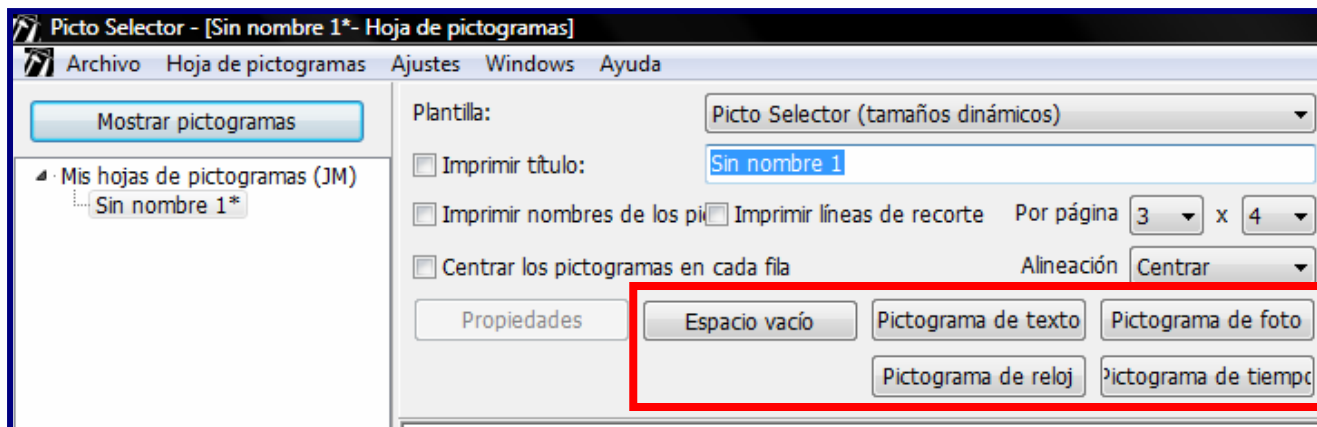 Picto Selector - [Sin nombre 1*- Hoja de pictogramas]
Archivo Hoja de pictogramas Ajustes Windows Ayuda
Mostrar pictogramas
Mis hojas de pictogramas (JM)
Sin nombre 1*
Plantilla: Picto Selector (tamaños dinámicos)
Imprimir título: Sin nombre 1
Imprimir nombres de los pi Imprimir líneas de recorte Por página 3 x 4
Centrar los pictogramas en cada fila Alineación Centrar
Propiedades Espacio vacío Pictograma de texto Pictograma de foto
Pictograma de reloj Pictograma de tiempo